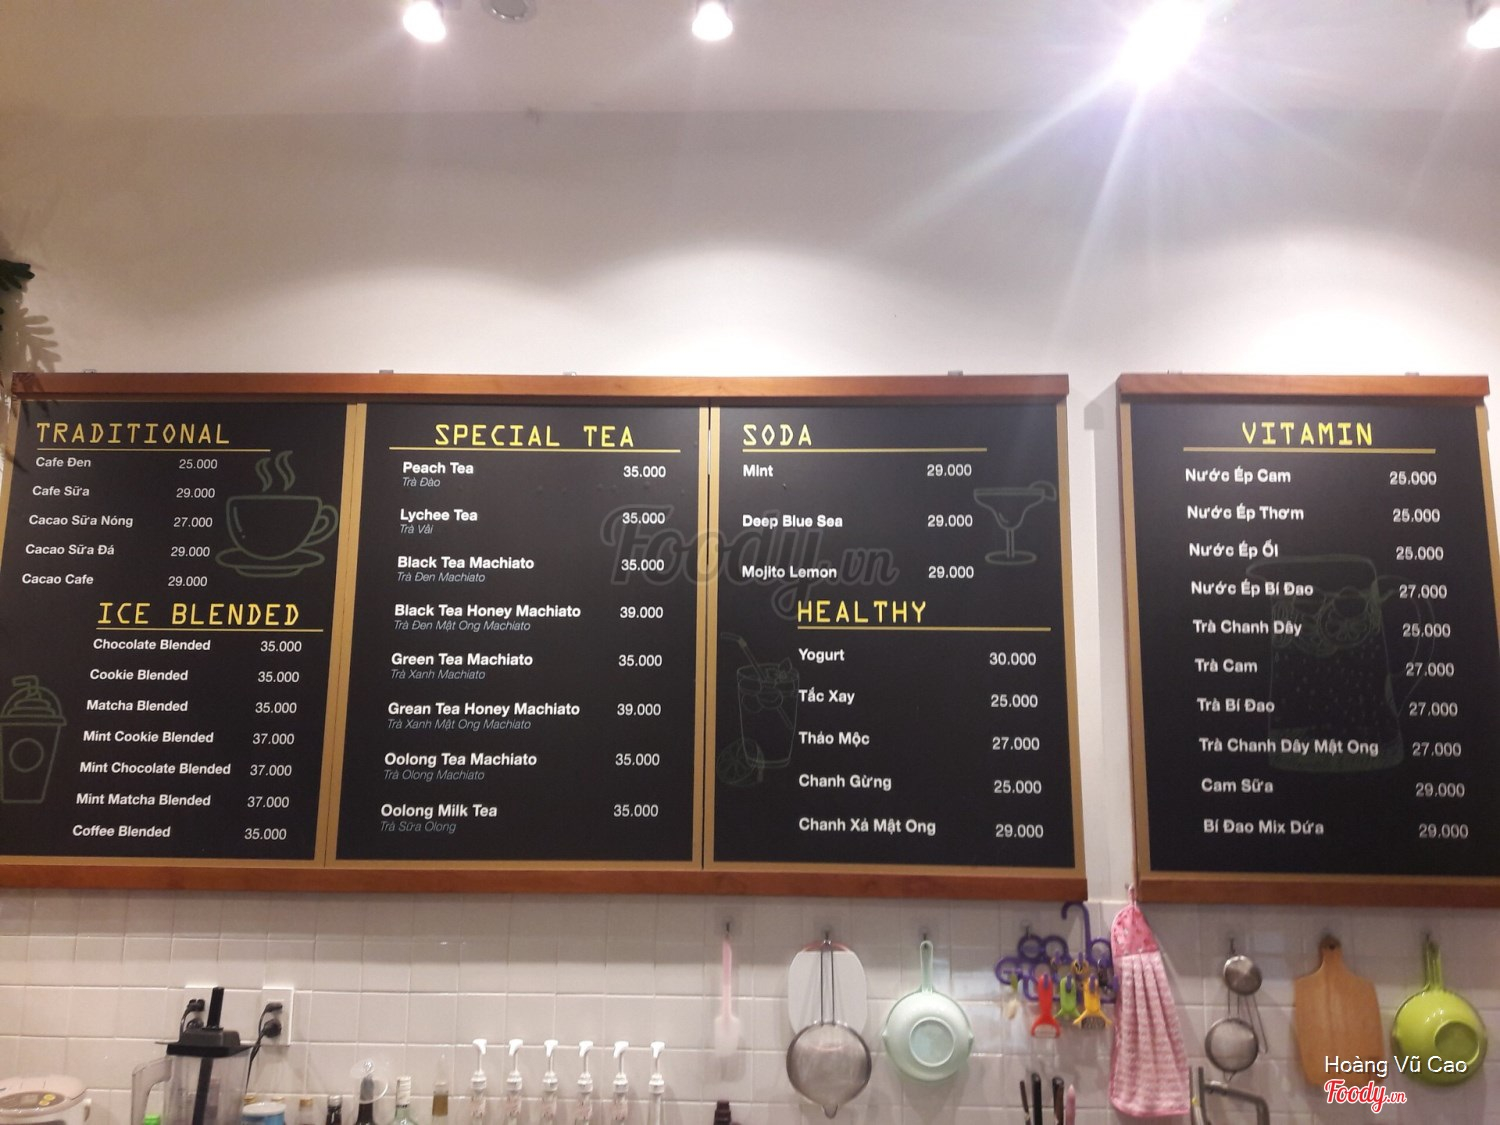 TRADITIONAL
Cafe Đen 25.000
Cafe Sữa 29.000
Cacao Sữa Nóng 27.000
Cacao Sữa Đá 29.000
Cacao Cafe 29.000
ICE BLENDED
Chocolate Blended 35.000
Cookie Blended 35.000
Matcha Blended 35.000
Mint Cookie Blended 37.000
Mint Chocolate Blended 37.000
Mint Matcha Blended 37.000
Coffee Blended 35.000
SPECIAL TEA
Peach Tea 35.000
Trà Đào
Lychee Tea 35.000
Trà Vải
Black Tea Machiato 35.000
Trà Đen Machiato
Black Tea Honey Machiato 39.000
Trà Đen Mật Ong Machiato
Green Tea Machiato 35.000
Trà Xanh Machiato
Grean Tea Honey Machiato 39.000
Trà Xanh Mật Ong Machiato
Oolong Tea Machiato 35.000
Trà Olong Machiato
Oolong Milk Tea 35.000
Trà Sữa Olong
SODA
Mint 29.000
Deep Blue Sea 29.000
Mojito Lemon 29.000
HEALTHY
Yogurt 30.000
Tắc Xay 25.000
Thảo Mộc 27.000
Chanh Gừng 25.000
Chanh Xả Mật Ong 29.000
VITAMIN
Nước Ép Cam 25.000
Nước Ép Thơm 25.000
Nước Ép Ổi 25.000
Nước Ép Bí Đao 27.000
Trà Chanh Dây 25.000
Trà Cam 27.000
Trà Bí Đao 27.000
Trà Chanh Dây Mật Ong 27.000
Cam Sữa 29.000
Bí Đao Mix Dứa 29.000
Foody.vn
Hoàng Vũ Cao
Foody.vn